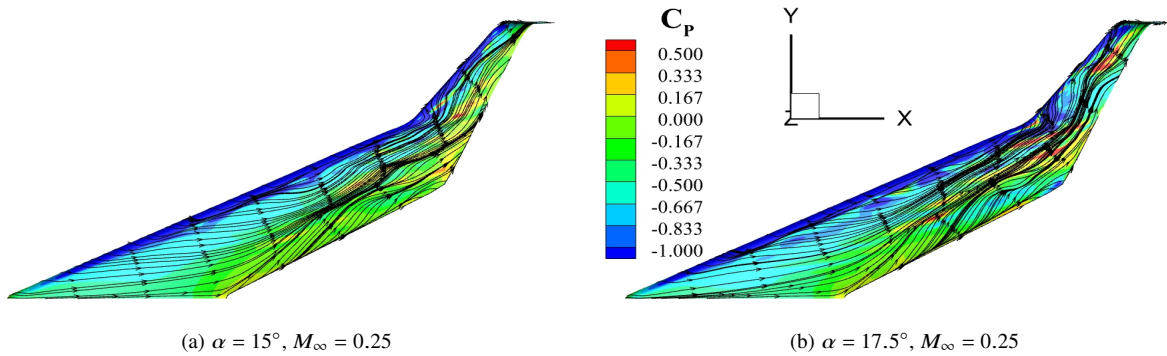 C_P
0.500
0.333
0.167
0.000
-0.167
-0.333
-0.500
-0.667
-0.833
-1.000
Y
Z
X
(a) α = 15°, M∞ = 0.25
(b) α = 17.5°, M∞ = 0.25